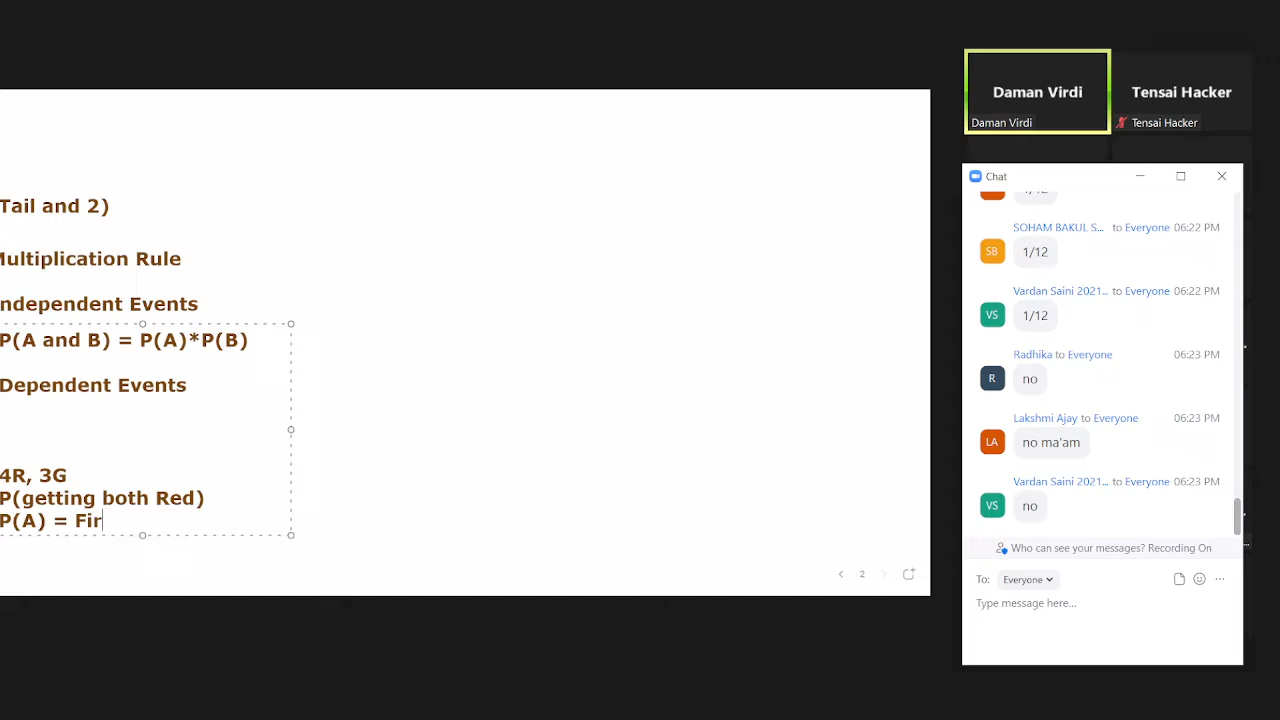 Tail and 2)
Multiplication Rule
ndependent Events
P(A and B) = P(A)*P(B)
Dependent Events
4R, 3G
P(getting both Red)
P(A) = Fir
2
Daman Virdi
Daman Virdi
Tensai Hacker
Tensai Hacker
Chat
1/12
SOHAM BAKUL S... to Everyone 06:22 PM
SB
1/12
Vardan Saini 2021... to Everyone 06:22 PM
VS
1/12
Radhika to Everyone 06:23 PM
R
no
Lakshmi Ajay to Everyone 06:23 PM
LA
no ma'am
Vardan Saini 2021... to Everyone 06:23 PM
VS
no
Who can see your messages? Recording On
To: Everyone
Type message here...